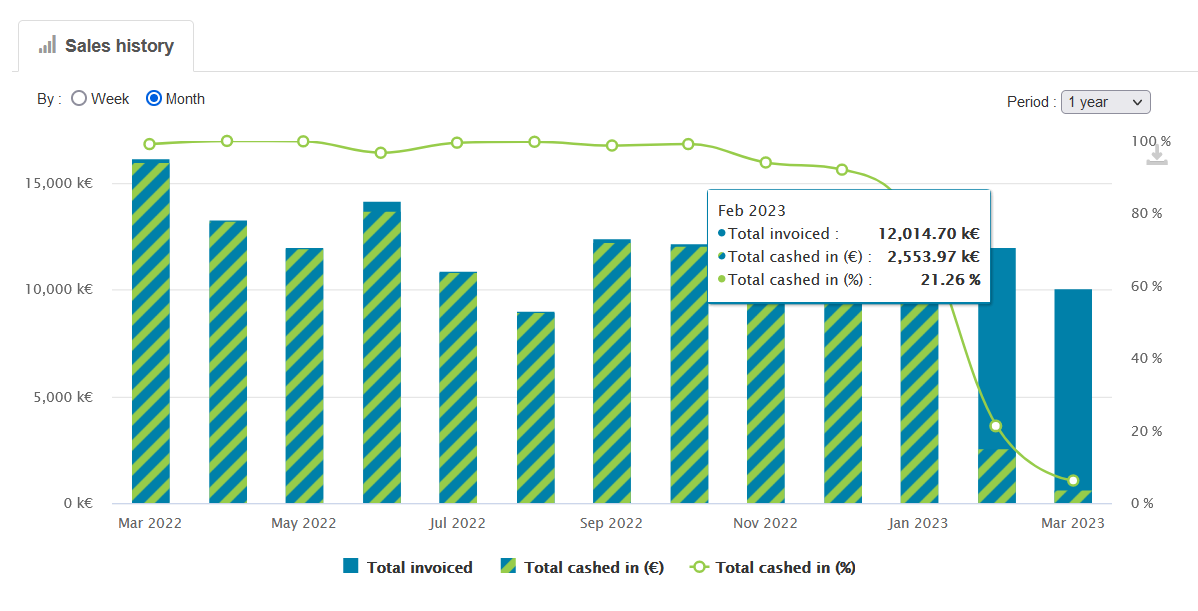 Sales history
By : Week Month
Period : 1 year
100 %
15,000 k€
80 %
Feb 2023
Total invoiced : 12,014.70 k€
Total cashed in (€) : 2,553.97 k€
Total cashed in (%) : 21.26 %
10,000 k€
60 %
40 %
5,000 k€
20 %
0 k€
0 %
Mar 2022 May 2022 Jul 2022 Sep 2022 Nov 2022 Jan 2023 Mar 2023
Total invoiced Total cashed in (€) Total cashed in (%)